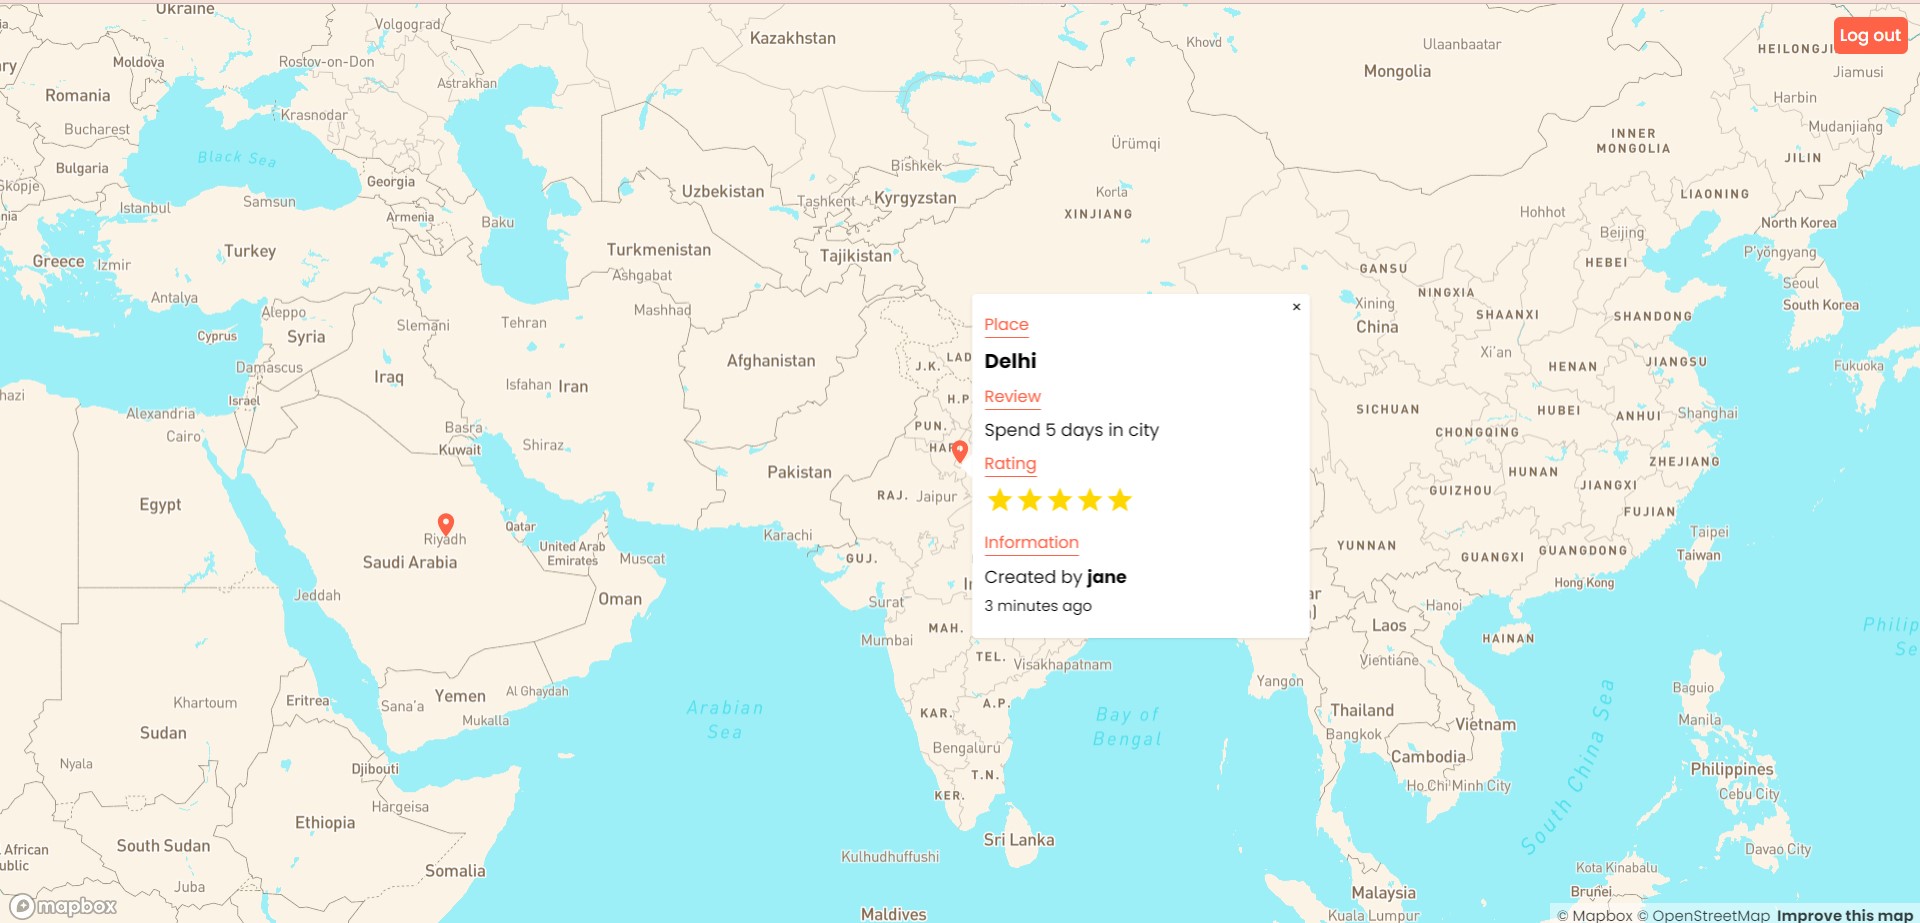 Ukraine
Volgograd
Kazakhstan
Khovd
Ulaanbaatar
Log out
HEILONGJI
Moldova
Rostov-on-Don
Astrakhan
Mongolia
Jiamusi
ry
Romania
Krasnodar
Harbin
Bucharest
Mudanjiang
INNER
MONGOLIA
Black Sea
Bulgaria
Ürümqi
JILIN
Skopje
Georgia
Bishkek
Uzbekistan
Kyrgyzstan
Korla
LIAONING
nia
Istanbul
Samsun
Armenia
Baku
Tashkent
XINJIANG
Hohhot
North Korea
Beijing
Greece
Izmir
Turkey
Turkmenistan
Tajikistan
P'yŏngyang
HEBEI
Ashgabat
GANSU
Antalya
Aleppo
Mashhad
NINGXIA
Xining
Seoul
South Korea
Cyprus
Syria
Slemani
Tehran
China
SHAANXI
SHANDONG
Damascus
Iraq
Isfahan
Iran
Afghanistan
LAD
J.K.
Xi'an
HENAN
JIANGSU
Fukuoka
hazi
Israel
H.P.
Alexandria
Cairo
Basra
Kuwait
Shiraz
PUN.
HAR
SICHUAN
HUBEI
ANHUI
Shanghai
CHONGQING
ZHEJIANG
Pakistan
HUNAN
JIANGXI
Egypt
RAJ.
Jaipur
GUIZHOU
FUJIAN
Riyadh
Qatar
Karachi
Taipei
Taiwan
Saudi Arabia
United Arab
Emirates
Muscat
GUJ.
YUNNAN
GUANGXI
GUANGDONG
Hong Kong
Place
×
Delhi
Review
Spend 5 days in city
Rating
Information
Created by jane
3 minutes ago
Jeddah
Oman
Surat
In
ar
)
Hanoi
Laos
HAINAN
Mumbai
MAH.
TEL.
Visakhapatnam
Vientiane
Philip
Se
Khartoum
Eritrea
Sana'a
Yemen
Al Ghaydah
Mukalla
Arabian
Sea
A.P.
KAR.
Bay of
Bengal
Yangon
Thailand
Bangkok
Vietnam
Baguio
Manila
Sudan
Nyala
Djibouti
Bengaluru
T.N.
KER.
Cambodia
Ho Chi Minh City
South China Sea
Philippines
Cebu City
Hargeisa
Ethiopia
South Sudan
African
ublic
Somalia
Sri Lanka
Kulhudhuffushi
Davao City
Juba
Kota Kinabalu
Brunei
Malaysia
Kuala Lumpur
Maldives
mapbox
© Mapbox © OpenStreetMap Improve this map